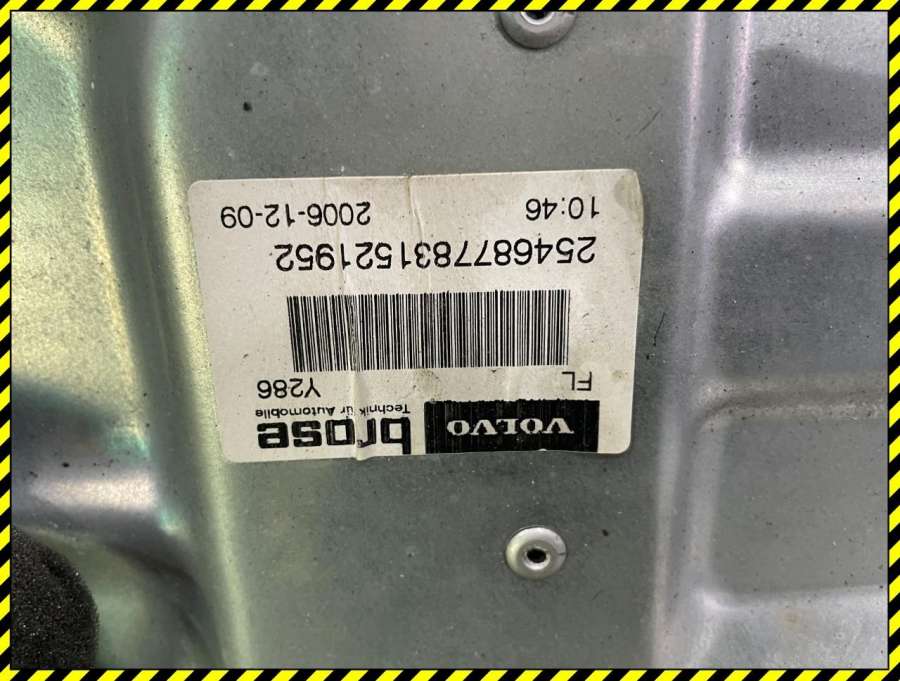 VOLVO brose
Technik für Automobile
FL Y286
2546877831521952
10:46 2006-12-09